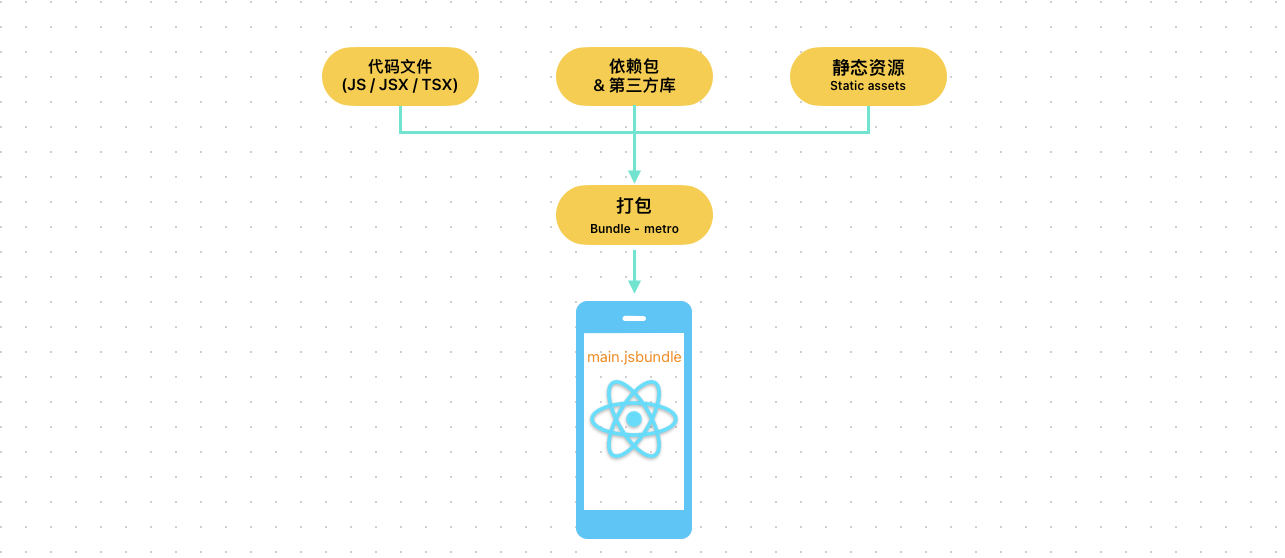 代码文件
(JS / JSX / TSX)
依赖包
& 第三方库
静态资源
Static assets
打包
Bundle - metro
main.jsbundle